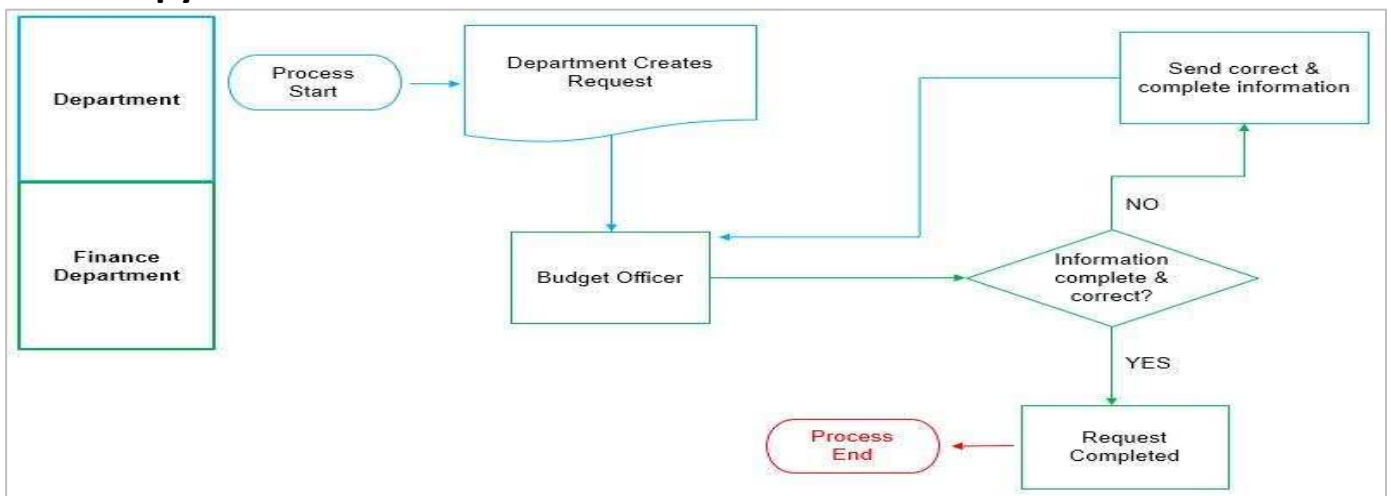 Department
Process
Start
Department Creates
Request
Send correct &
complete information
NO
Finance
Department
Budget Officer
Information
complete &
correct?
YES
Process
End
Request
Completed